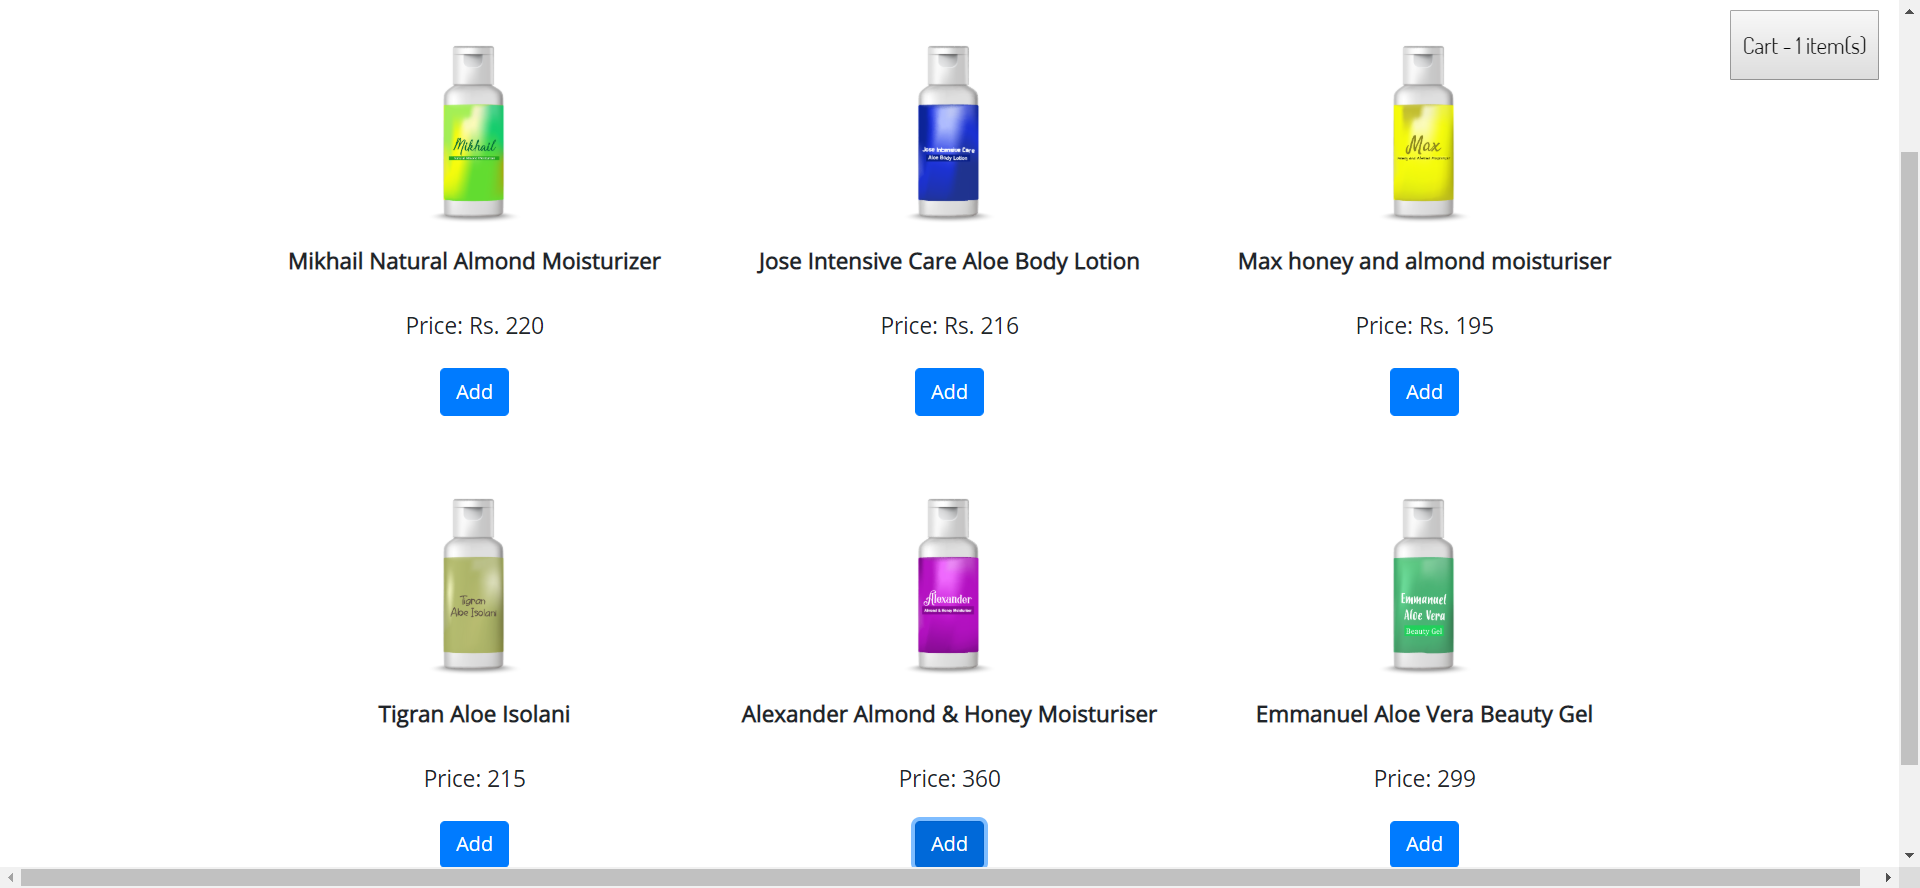 Cart - 1 item(s)
Mikhail
Jose Intensive Care
Aloe Body Lotion
Max
Mikhail Natural Almond Moisturizer
Jose Intensive Care Aloe Body Lotion
Max honey and almond moisturiser
Price: Rs. 220
Price: Rs. 216
Price: Rs. 195
Add
Add
Add
Tigran
Aloe Isolani
Alexander
Almond & Honey Moisturiser
Emmanuel
Aloe Vera
Beauty Gel
Tigran Aloe Isolani
Alexander Almond & Honey Moisturiser
Emmanuel Aloe Vera Beauty Gel
Price: 215
Price: 360
Price: 299
Add
Add
Add